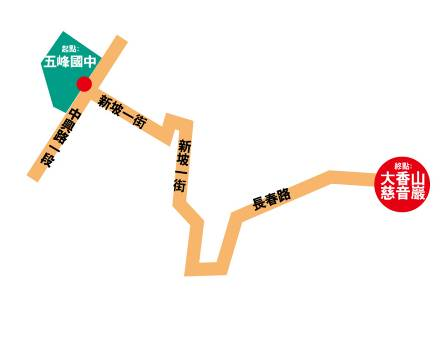 起點:
五峰國中
新坡一街
中興路一段
新坡一街
長春路
終點:
大香山
慈音巖